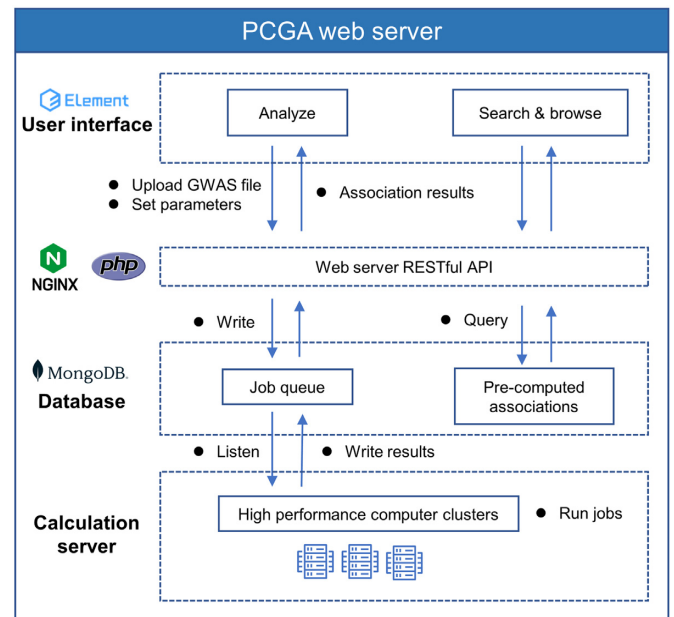 PCGA web server
Element
User interface
Analyze
Search & browse
● Upload GWAS file
● Set parameters
● Association results
N
NGINX
php
Web server RESTful API
● Write
● Query
MongoDB.
Database
Job queue
Pre-computed
associations
● Listen
● Write results
Calculation
server
High performance computer clusters
● Run jobs